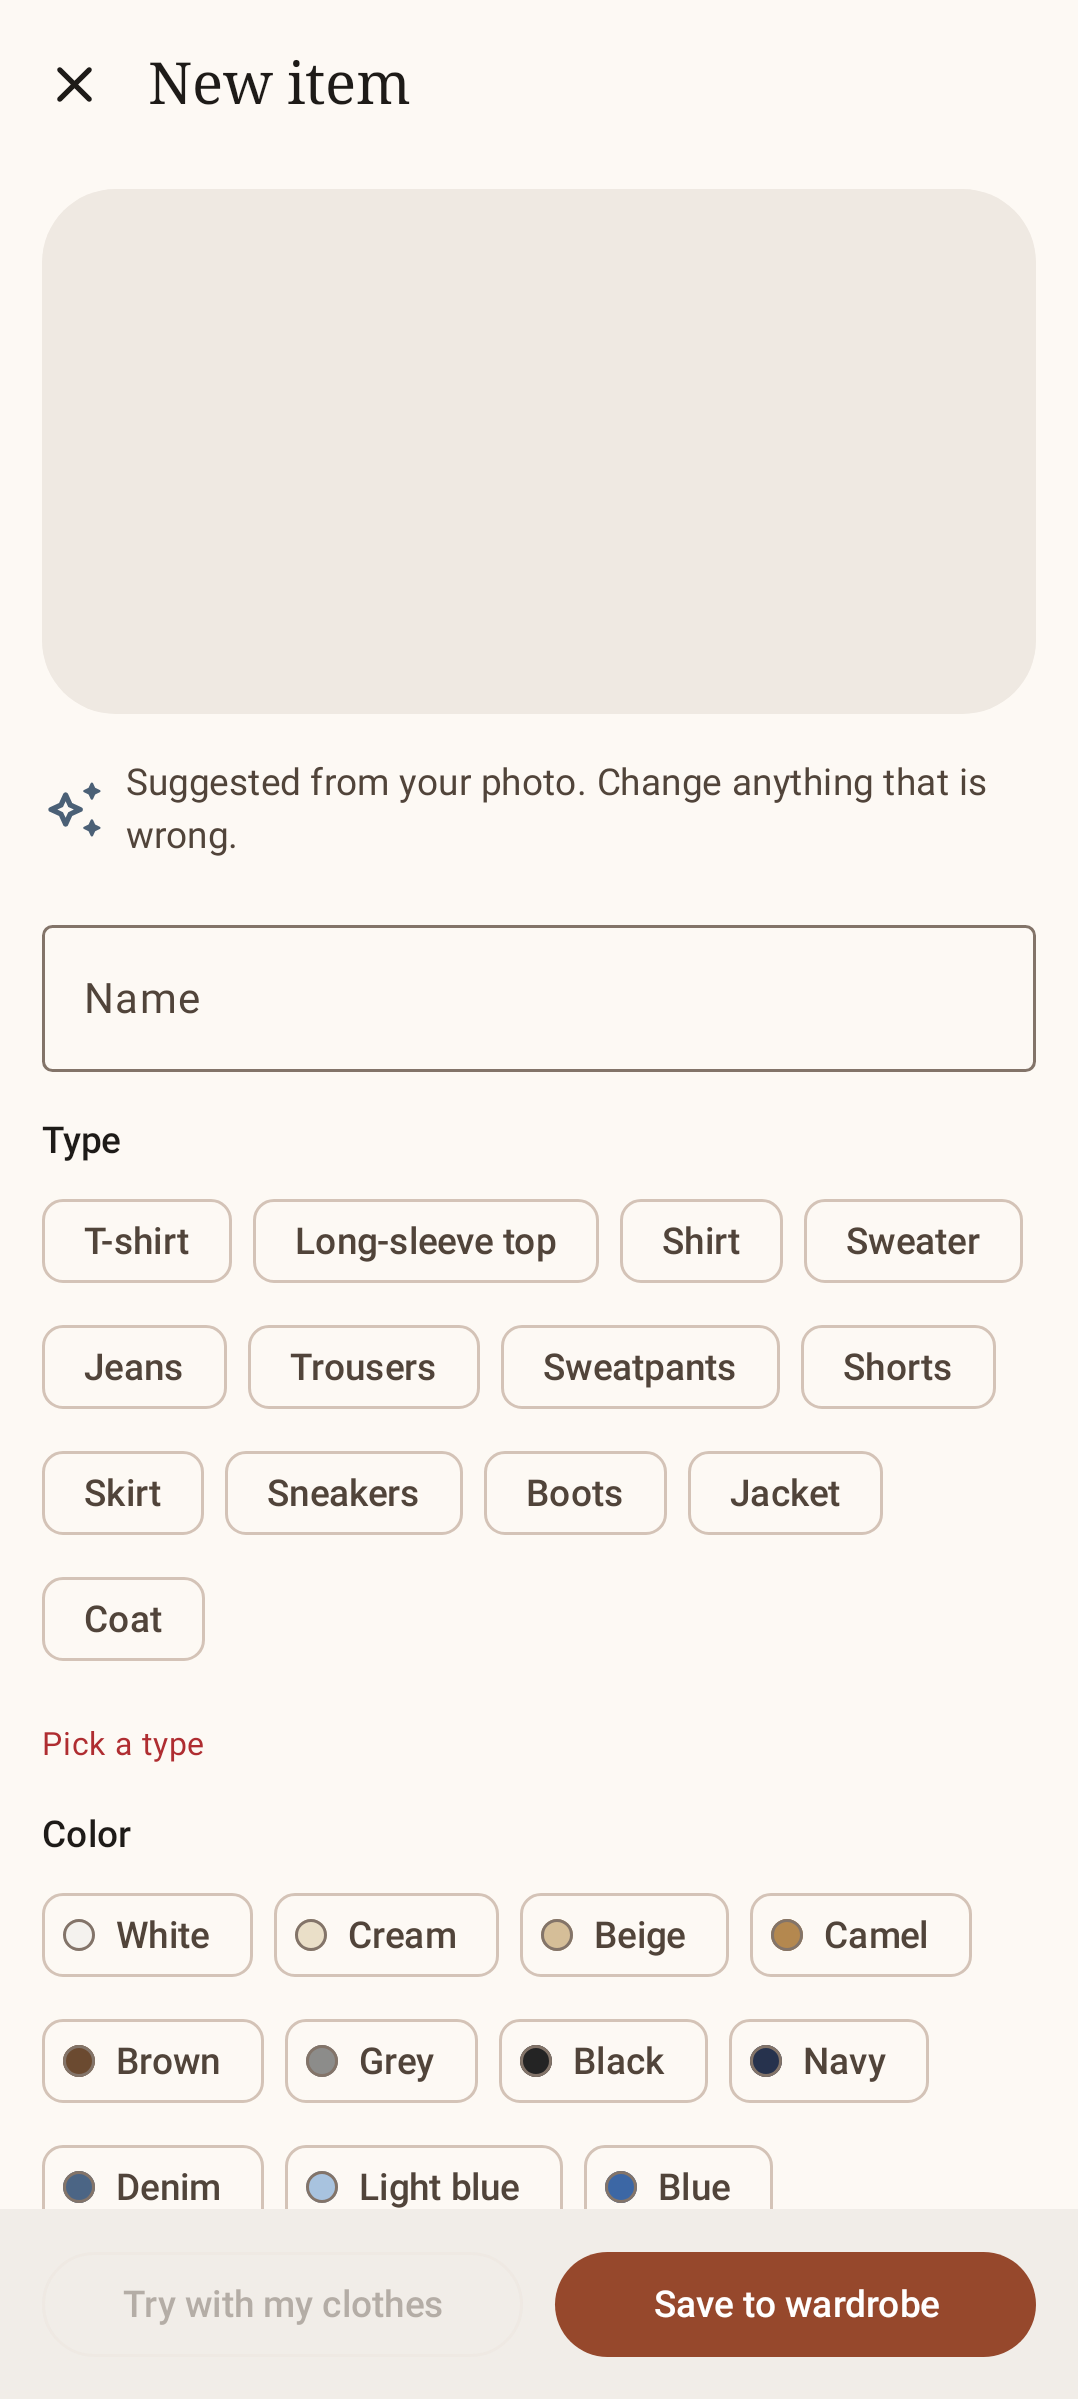 New item
Suggested from your photo. Change anything that is
wrong.
Name
Type
T-shirt Long-sleeve top Shirt Sweater
Jeans Trousers Sweatpants Shorts
Skirt Sneakers Boots Jacket
Coat
Pick a type
Color
White Cream Beige Camel
Brown Grey Black Navy
Denim Light blue Blue
Try with my clothes Save to wardrobe